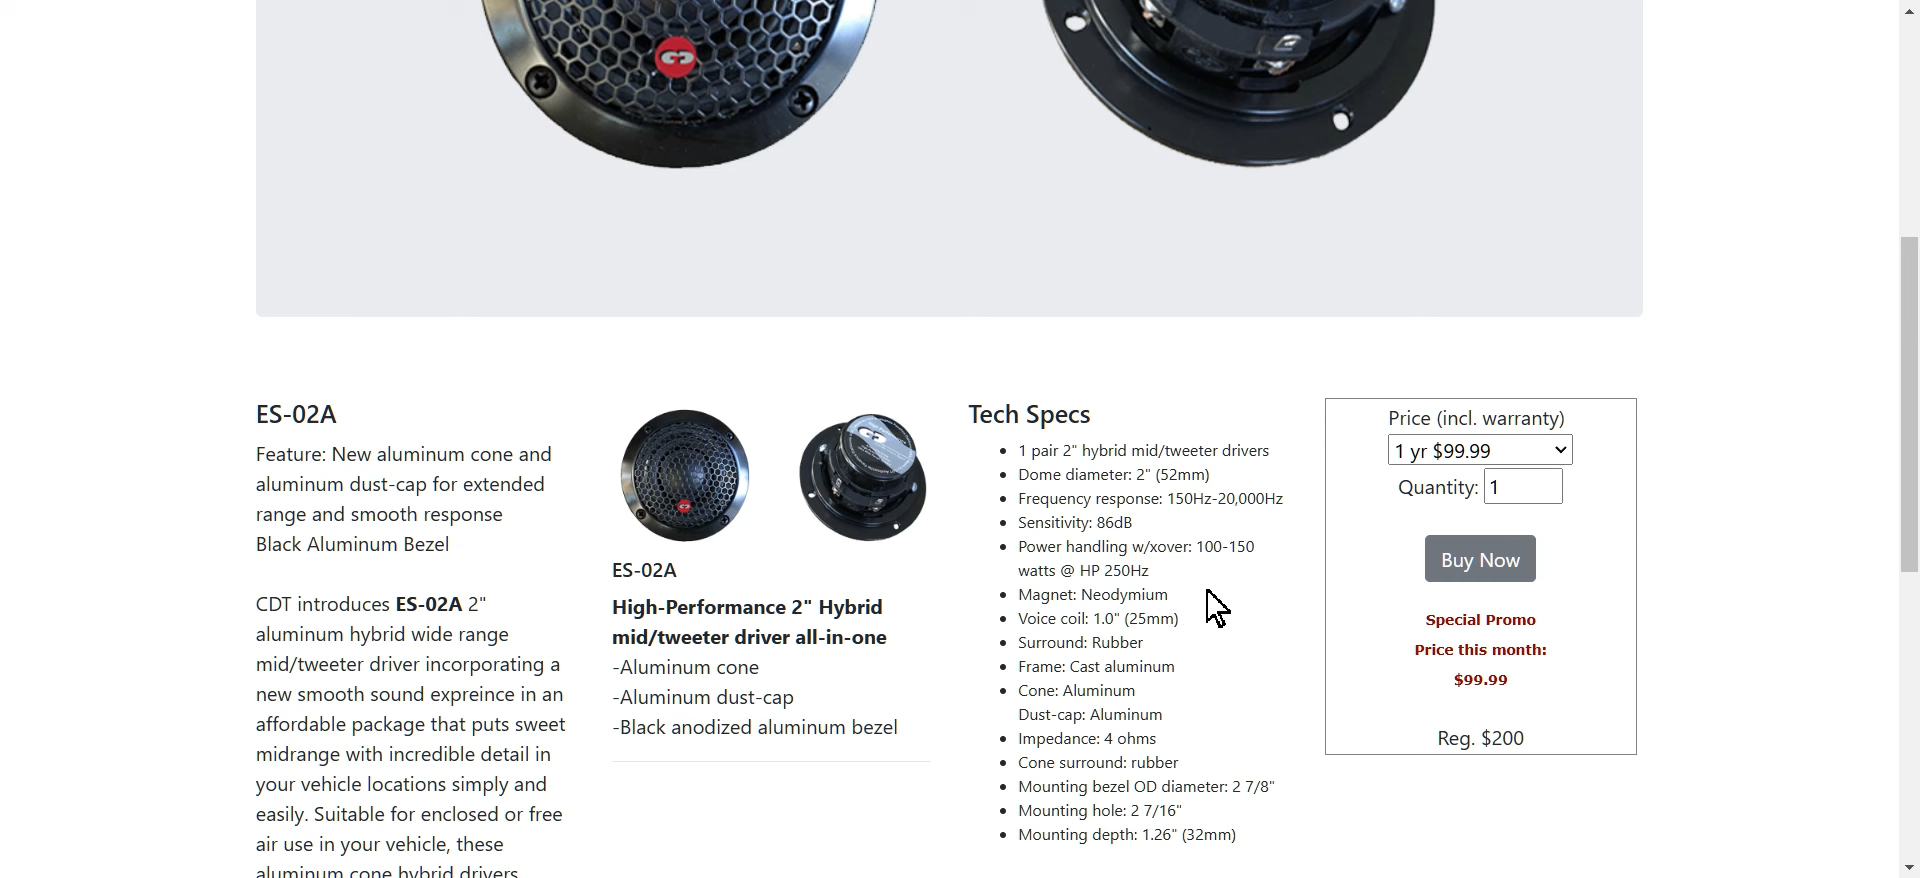 ES-02A
Feature: New aluminum cone and
aluminum dust-cap for extended
range and smooth response
Black Aluminum Bezel
CDT introduces ES-02A 2"
aluminum hybrid wide range
mid/tweeter driver incorporating a
new smooth sound expreince in an
affordable package that puts sweet
midrange with incredible detail in
your vehicle locations simply and
easily. Suitable for enclosed or free
air use in your vehicle, these
aluminum cone hybrid drivers
ES-02A
High-Performance 2" Hybrid
mid/tweeter driver all-in-one
-Aluminum cone
-Aluminum dust-cap
-Black anodized aluminum bezel
Tech Specs
1 pair 2" hybrid mid/tweeter drivers
Dome diameter: 2" (52mm)
Frequency response: 150Hz-20,000Hz
Sensitivity: 86dB
Power handling w/xover: 100-150
watts @ HP 250Hz
Magnet: Neodymium
Voice coil: 1.0" (25mm)
Surround: Rubber
Frame: Cast aluminum
Cone: Aluminum
Dust-cap: Aluminum
Impedance: 4 ohms
Cone surround: rubber
Mounting bezel OD diameter: 2 7/8"
Mounting hole: 2 7/16"
Mounting depth: 1.26" (32mm)
Price (incl. warranty)
1 yr $99.99
Quantity: 1
Buy Now
Special Promo
Price this month:
$99.99
Reg. $200